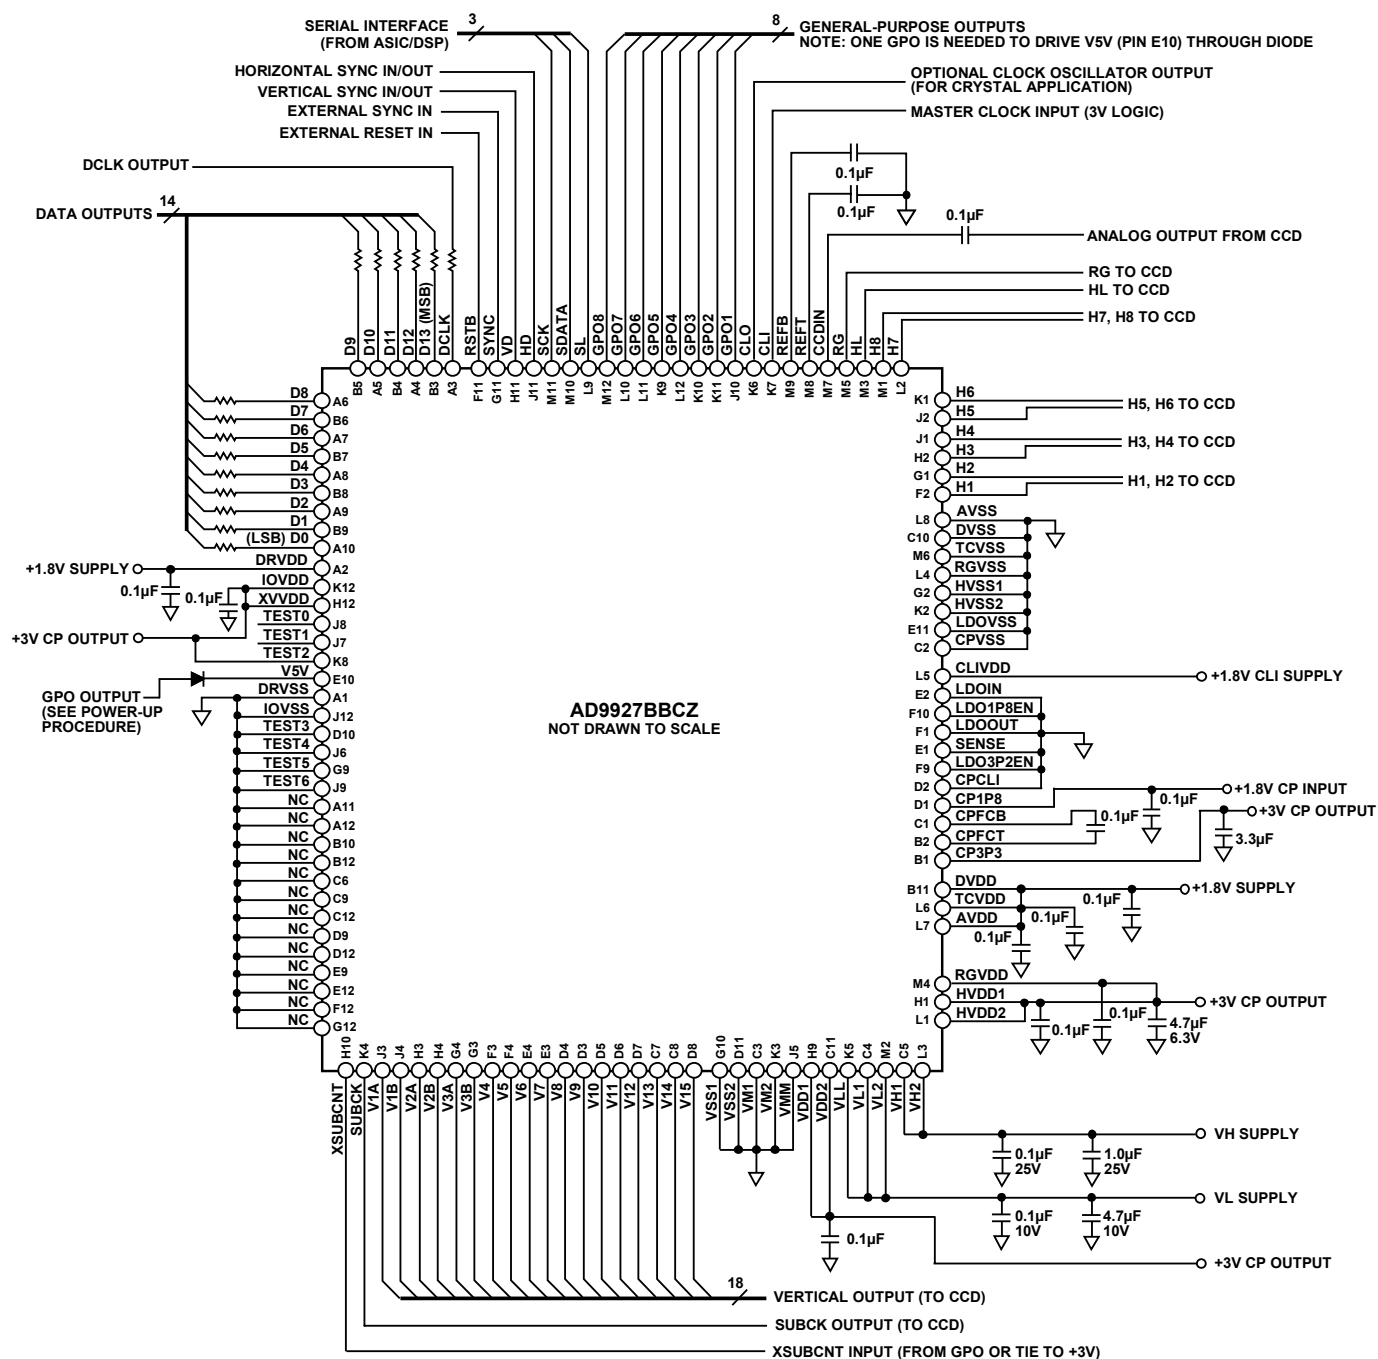 3
SERIAL INTERFACE
(FROM ASIC/DSP)
8
GENERAL-PURPOSE OUTPUTS
NOTE: ONE GPO IS NEEDED TO DRIVE V5V (PIN E10) THROUGH DIODE
HORIZONTAL SYNC IN/OUT
VERTICAL SYNC IN/OUT
EXTERNAL SYNC IN
EXTERNAL RESET IN
OPTIONAL CLOCK OSCILLATOR OUTPUT
(FOR CRYSTAL APPLICATION)
MASTER CLOCK INPUT (3V LOGIC)
DCLK OUTPUT
0.1µF
0.1µF
14
DATA OUTPUTS
0.1µF
ANALOG OUTPUT FROM CCD
RG TO CCD
HL TO CCD
H7, H8 TO CCD
D9
D10
D11
D12
D13 (MSB)
DCLK
RSTB
SYNC
VD
HD
SCK
SDATA
SL
GPO8
GPO7
GPO6
GPO5
GPO4
GPO3
GPO2
GPO1
CLO
CLI
REFB
REFT
CCDIN
RG
HL
H8
H7
B5
A5
B4
A4
B3
A3
F11
G11
H11
J11
M11
M10
L9
M12
L10
L11
K9
L12
K10
K11
J10
K6
K7
M9
M8
M7
M5
M3
M1
L2
D8 A6
D7 B6
D6 A7
D5 B7
D4 A8
D3 B8
D2 A9
D1 B9
(LSB) D0 A10
DRVDD A2
IOVDD K12
XVVDD H12
TEST0 J8
TEST1 J7
TEST2 K8
V5V E10
DRVSS A1
IOVSS J12
TEST3 D10
TEST4 J6
TEST5 G9
TEST6 J9
NC A11
NC A12
NC B10
NC B12
NC C6
NC C9
NC C12
NC D9
NC D12
NC E9
NC E12
NC F12
NC G12
+1.8V SUPPLY
0.1µF
0.1µF
+3V CP OUTPUT
GPO OUTPUT
(SEE POWER-UP
PROCEDURE)
AD9927BBCZ
NOT DRAWN TO SCALE
K1 H6
J2 H5
H5, H6 TO CCD
J1 H4
H2 H3
H3, H4 TO CCD
G1 H2
F2 H1
H1, H2 TO CCD
L8 AVSS
C10 DVSS
M6 TCVSS
L4 RGVSS
G2 HVSS1
K2 HVSS2
E11 LDOVSS
C2 CPVSS
L5 CLIVDD
+1.8V CLI SUPPLY
E2 LDOIN
F10 LDO1P8EN
F1 LDOOUT
E1 SENSE
F9 LDO3P2EN
D2 CPCLI
D1 CP1P8
+1.8V CP INPUT
0.1µF
C1 CPFCB
0.1µF
+3V CP OUTPUT
B2 CPFCT
3.3µF
B1 CP3P3
B11 DVDD
+1.8V SUPPLY
0.1µF
L6 TCVDD
0.1µF
L7 AVDD
0.1µF
M4 RGVDD
H1 HVDD1
+3V CP OUTPUT
L1 HVDD2
0.1µF
0.1µF
4.7µF
6.3V
H10
K4
J3
J4
H3
H4
G4
G3
F3
F4
E4
E3
D4
D3
D5
D6
D7
C7
C8
D8
G10
D11
C3
K3
J5
H9
C11
K5
C4
M2
C5
L3
XSUBCNT
SUBCK
V1A
V1B
V2A
V2B
V3A
V3B
V4
V5
V6
V7
V8
V9
V10
V11
V12
V13
V14
V15
VSS1
VSS2
VM1
VM2
VMM
VDD1
VDD2
VLL
VL1
VL2
VH1
VH2
VH SUPPLY
0.1µF
25V
1.0µF
25V
VL SUPPLY
0.1µF
10V
4.7µF
10V
0.1µF
+3V CP OUTPUT
18
VERTICAL OUTPUT (TO CCD)
SUBCK OUTPUT (TO CCD)
XSUBCNT INPUT (FROM GPO OR TIE TO +3V)